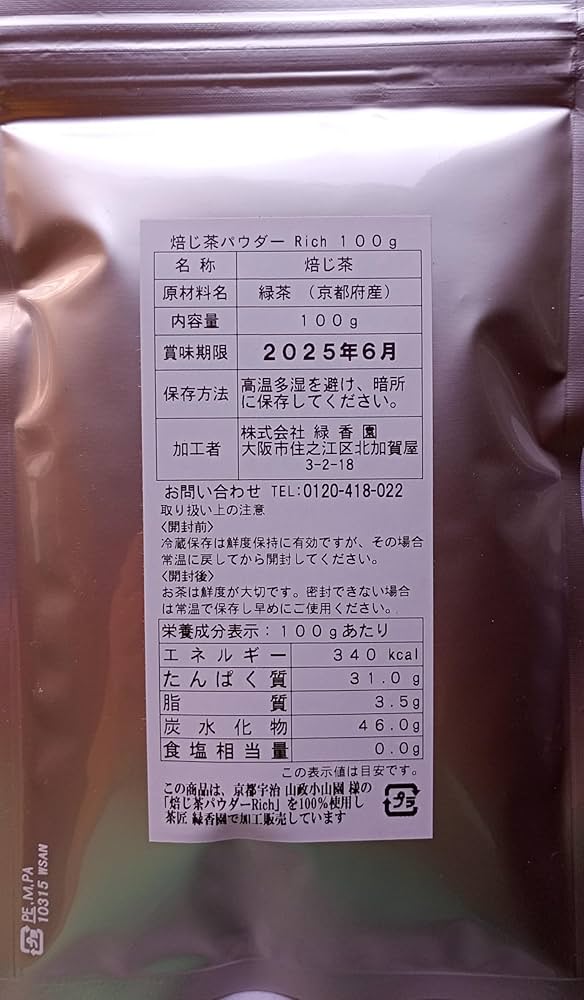 焙じ茶パウダー Rich 100g
名称 焙じ茶
原材料名 緑茶 (京都府産)
内容量 100g
賞味期限 2025年6月
保存方法 高温多湿を避け、暗所
に保存してください。
加工者 株式会社 緑香園
大阪市住之江区北加賀屋
3-2-18
お問い合わせ TEL:0120-418-022
取り扱い上の注意
〈開封前〉
冷蔵保存は鮮度保持に有効ですが、その場合
常温に戻してから開封してください。
〈開封後〉
お茶は鮮度が大切です。密封できない場合
は常温で保存し早めにご使用ください。
栄養成分表示：100gあたり
エネルギー 340 kcal
たんぱく質 31.0g
脂質 3.5g
炭水化物 46.0g
食塩相当量 0.0g
この表示値は目安です。
この商品は、京都宇治 山政小山園 様の
「焙じ茶パウダーRich」を100%使用し
茶匠 緑香園で加工販売しています
プラ
プラ PE,M,PA
10315 WSAN